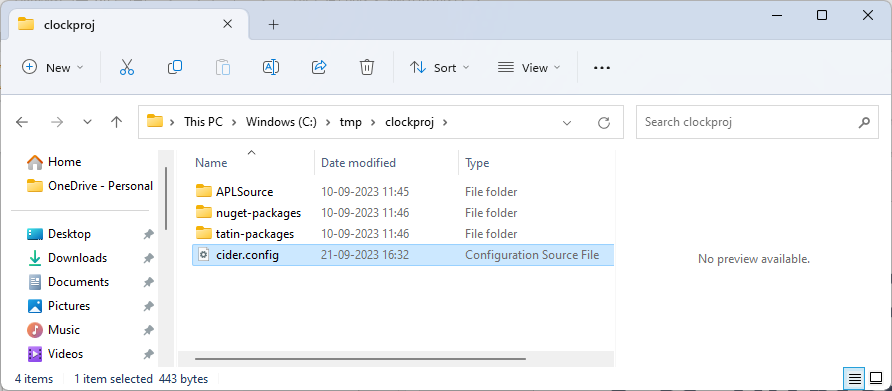 clockproj
New Sort View
This PC Windows (C:) tmp clockproj Search clockproj
Home
OneDrive - Personal
Desktop
Downloads
Documents
Pictures
Music
Videos
Name Date modified Type
APLSource 10-09-2023 11:45 File folder
nuget-packages 10-09-2023 11:46 File folder
tatin-packages 10-09-2023 11:46 File folder
cider.config 21-09-2023 16:32 Configuration Source File
No preview available.
4 items 1 item selected 443 bytes